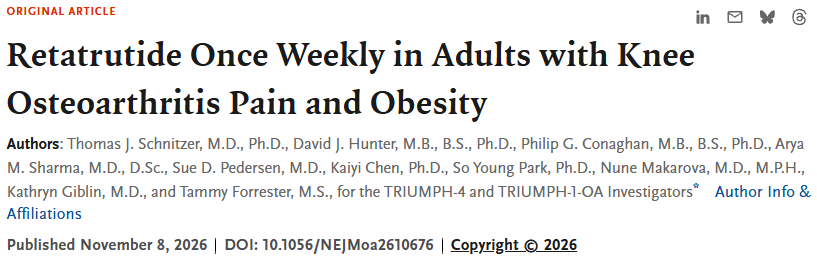 ORIGINAL ARTICLE
Retatrutide Once Weekly in Adults with Knee
Osteoarthritis Pain and Obesity
Authors: Thomas J. Schnitzer, M.D., Ph.D., David J. Hunter, M.B., B.S., Ph.D., Philip G. Conaghan, M.B., B.S., Ph.D., Arya
M. Sharma, M.D., D.Sc., Sue D. Pedersen, M.D., Kaiyi Chen, Ph.D., So Young Park, Ph.D., Nune Makarova, M.D., M.P.H.,
Kathryn Giblin, M.D., and Tammy Forrester, M.S., for the TRIUMPH-4 and TRIUMPH-1-OA Investigators* Author Info &
Affiliations
Published November 8, 2026 | DOI: 10.1056/NEJMoa2610676 | Copyright © 2026